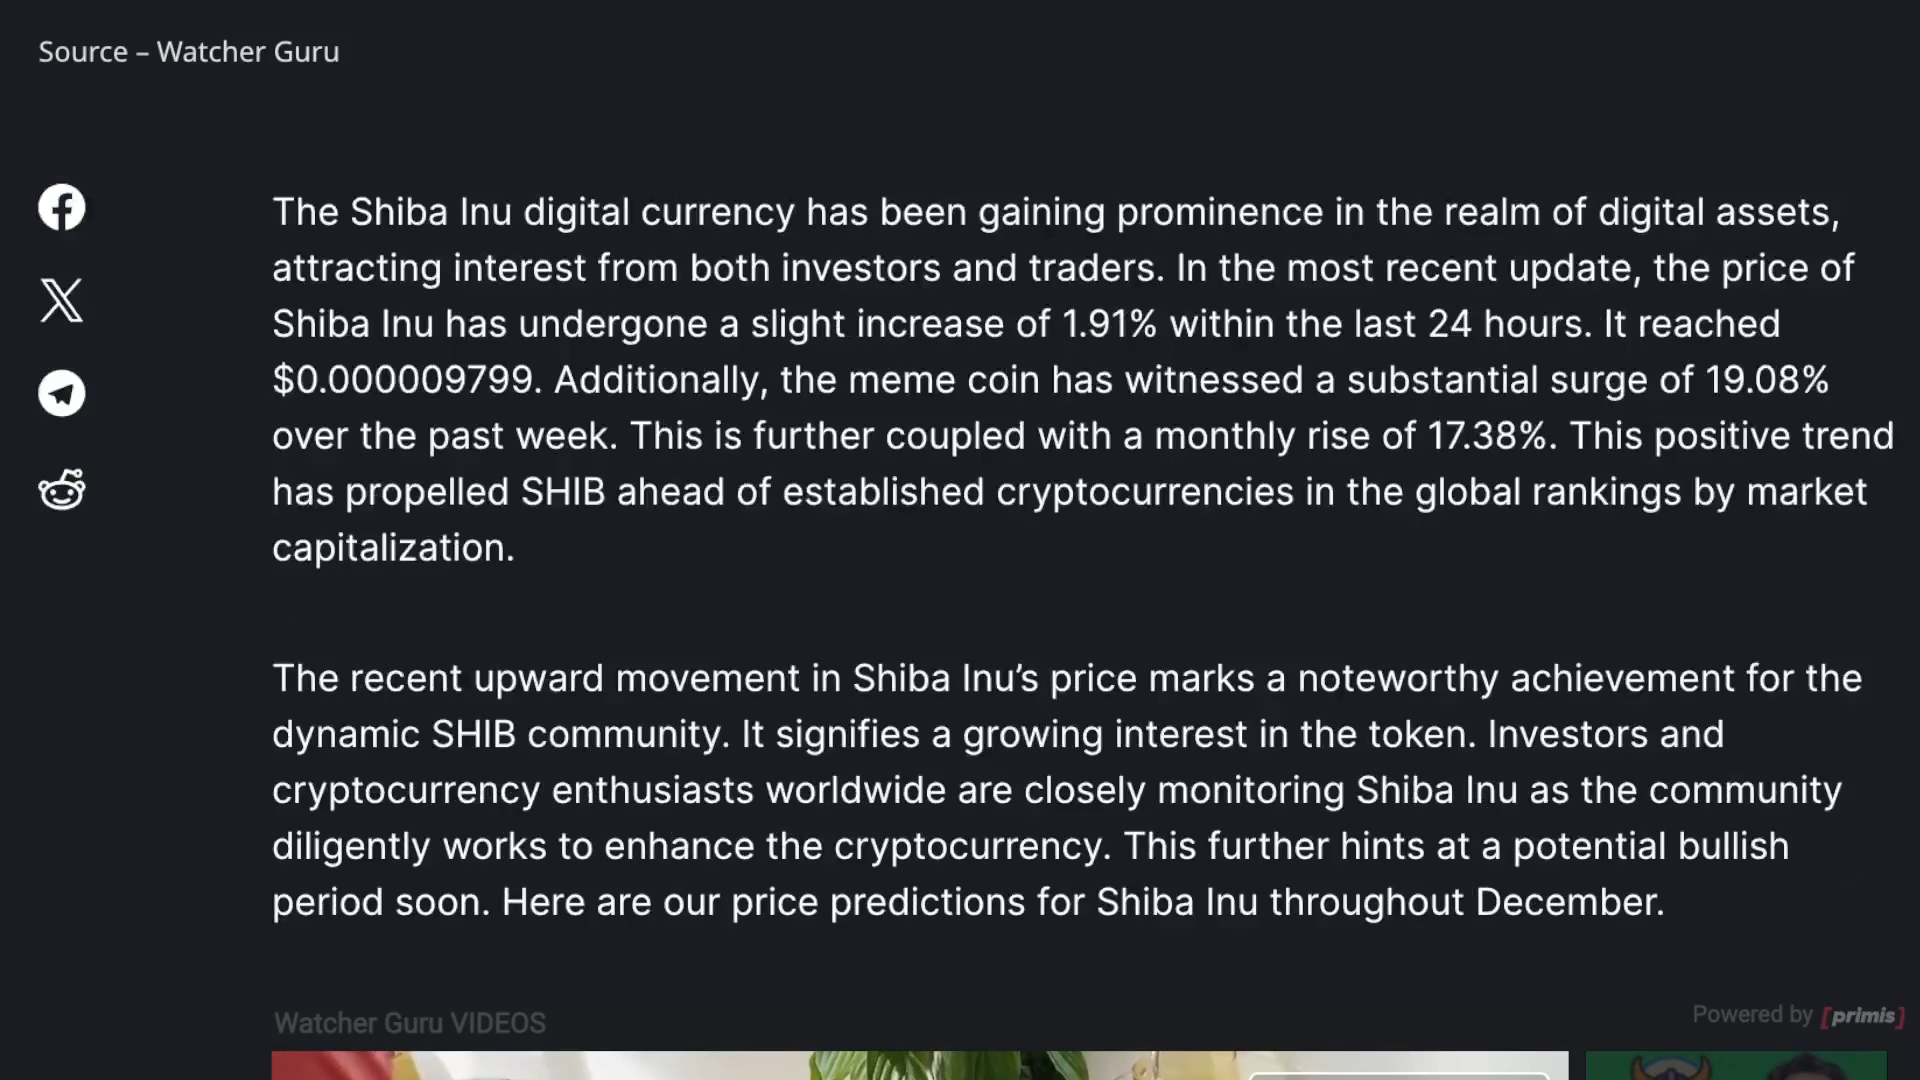 Source – Watcher Guru
The Shiba Inu digital currency has been gaining prominence in the realm of digital assets,
attracting interest from both investors and traders. In the most recent update, the price of
Shiba Inu has undergone a slight increase of 1.91% within the last 24 hours. It reached
$0.000009799. Additionally, the meme coin has witnessed a substantial surge of 19.08%
over the past week. This is further coupled with a monthly rise of 17.38%. This positive trend
has propelled SHIB ahead of established cryptocurrencies in the global rankings by market
capitalization.
The recent upward movement in Shiba Inu’s price marks a noteworthy achievement for the
dynamic SHIB community. It signifies a growing interest in the token. Investors and
cryptocurrency enthusiasts worldwide are closely monitoring Shiba Inu as the community
diligently works to enhance the cryptocurrency. This further hints at a potential bullish
period soon. Here are our price predictions for Shiba Inu throughout December.
Watcher Guru VIDEOS
Powered by [primis]